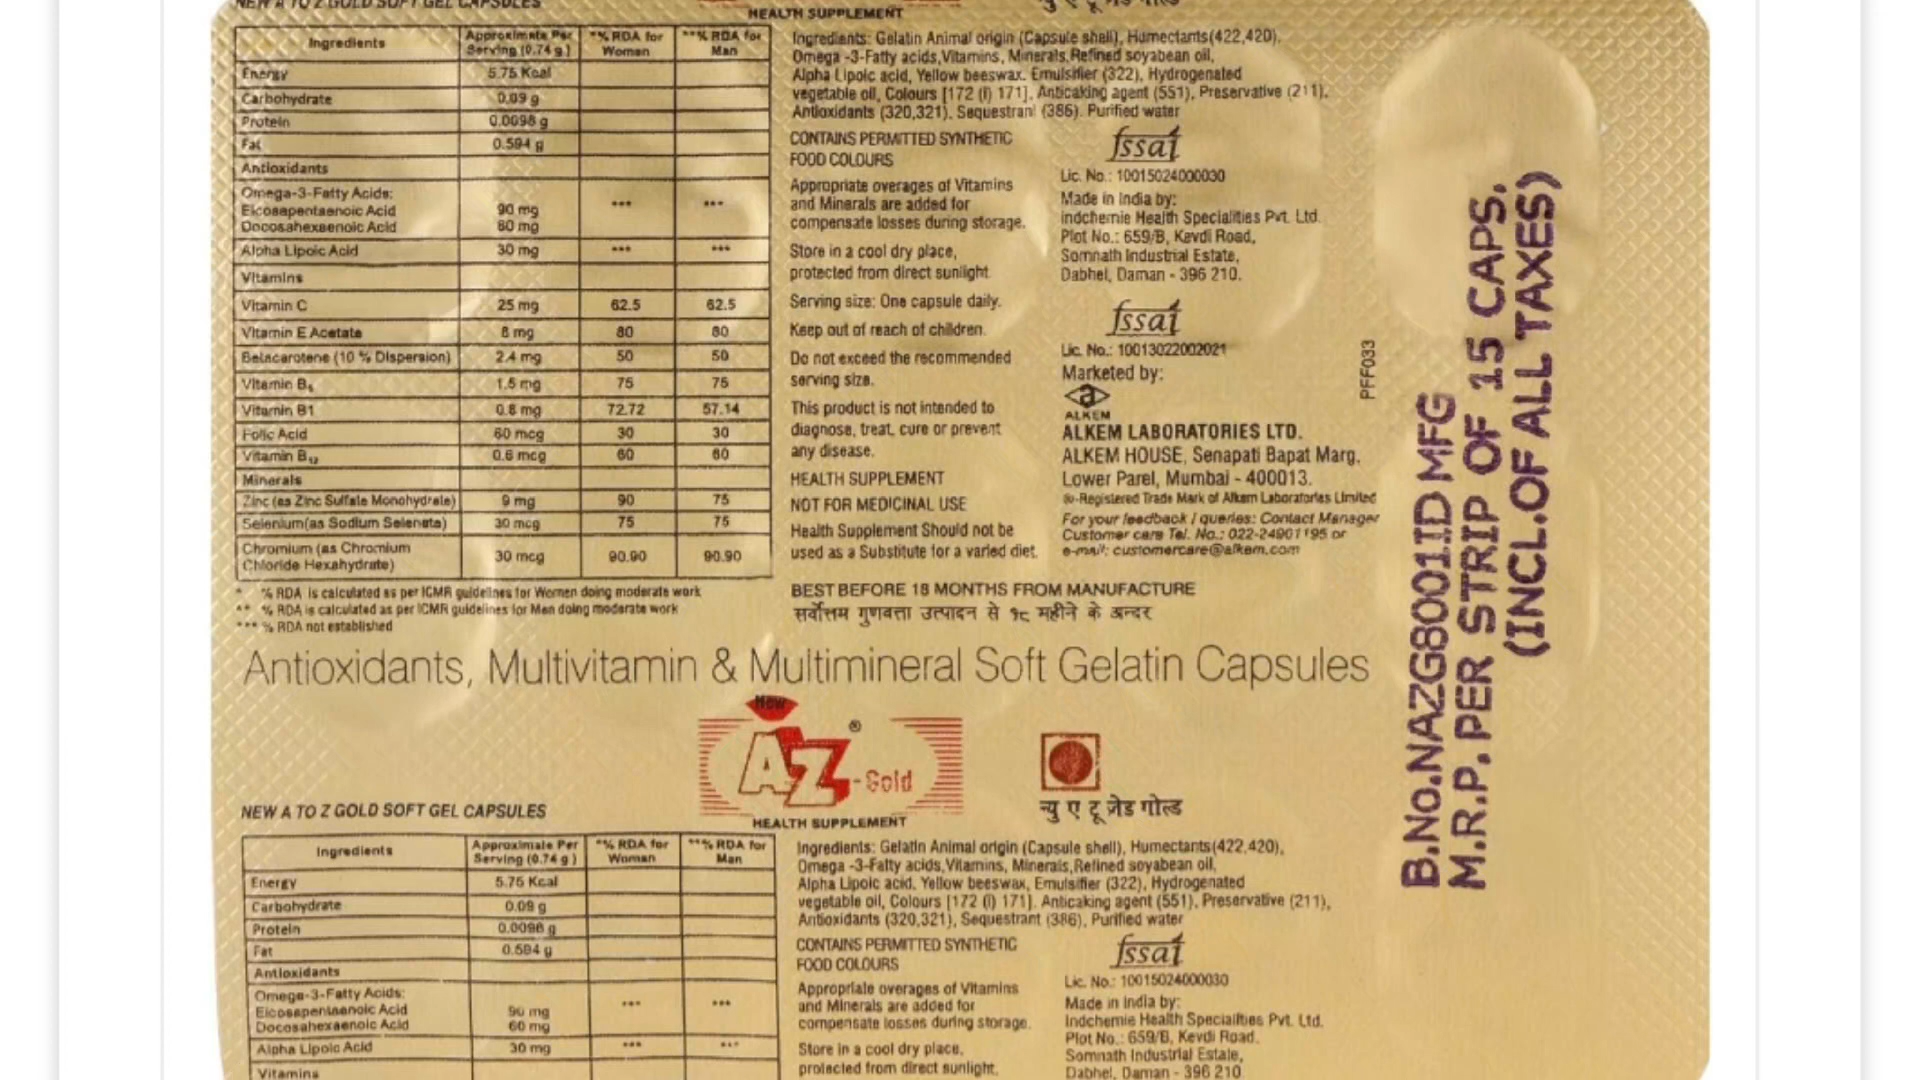 NEW A TO Z GOLD SOFT GEL CAPSULES
HEALTH SUPPLEMENT
Ingredients | Approximate Per Serving (0.74 g) | *% RDA for Women | **% RDA for Man
Energy 5.75 Kcal
Carbohydrate 0.09 g
Protein 0.0098 g
Fat 0.594 g
Antioxidants
Omega-3-Fatty Acids:
Eicosapentaenoic Acid 90 mg *** ***
Docosahexaenoic Acid 60 mg
Alpha Lipoic Acid 30 mg *** ***
Vitamins
Vitamin C 25 mg 62.5 62.5
Vitamin E Acetate 8 mg 80 80
Betacarotene (10 % Dispersion) 2.4 mg 50 50
Vitamin B6 1.5 mg 75 75
Vitamin B1 0.8 mg 72.72 57.14
Folic Acid 60 mcg 30 30
Vitamin B12 0.6 mcg 60 60
Minerals
Zinc (as Zinc Sulfate Monohydrate) 9 mg 90 75
Selenium(as Sodium Selenate) 30 mcg 75 75
Chromium (as Chromium
Chloride Hexahydrate) 30 mcg 90.90 90.90
* % RDA is calculated as per ICMR guidelines for Women doing moderate work
** % RDA is calculated as per ICMR guidelines for Men doing moderate work
*** % RDA not established
Ingredients: Gelatin Animal origin (Capsule shell), Humectants(422,420),
Omega -3-Fatty acids,Vitamins, Minerals,Refined soyabean oil,
Alpha Lipoic acid, Yellow beeswax. Emulsifier (322), Hydrogenated
vegetable oil, Colours [172 (i) 171], Anticaking agent (551), Preservative (211),
Antioxidants (320,321), Sequestrant (386). Purified water
CONTAINS PERMITTED SYNTHETIC
FOOD COLOURS
Appropriate overages of Vitamins
and Minerals are added for
compensate losses during storage.
Store in a cool dry place,
protected from direct sunlight.
Serving size: One capsule daily.
Keep out of reach of children.
Do not exceed the recommended
serving size.
This product is not intended to
diagnose, treat, cure or prevent
any disease.
HEALTH SUPPLEMENT
NOT FOR MEDICINAL USE
Health Supplement Should not be
used as a Substitute for a varied diet.
fssai
Lic. No.: 10015024000030
Made in India by:
Indchemie Health Specialities Pvt. Ltd.
Plot No.: 659/B, Kevdi Road,
Somnath Industrial Estate,
Dabhel, Daman - 396 210.
fssai
Lic. No.: 10013022002021
Marketed by:
ALKEM
ALKEM LABORATORIES LTD.
ALKEM HOUSE, Senapati Bapat Marg,
Lower Parel, Mumbai - 400013.
®-Registered Trade Mark of Alkem Laboratories Limited
For your feedback / queries: Contact Manager
Customer care Tel. No.: 022-24901195 or
e-mail: customercare@alkem.com
BEST BEFORE 18 MONTHS FROM MANUFACTURE
सर्वोत्तम गुणवत्ता उत्पादन से १८ महीने के अन्दर
PFF033
B.No.NAZG8001ID MFG
M.R.P. PER STRIP OF 15 CAPS.
(INCL.OF ALL TAXES)
Antioxidants, Multivitamin & Multimineral Soft Gelatin Capsules
New
AZ®-Gold
HEALTH SUPPLEMENT
NEW A TO Z GOLD SOFT GEL CAPSULES
न्यु ए टू ज़ेड गोल्ड
Ingredients | Approximate Per Serving (0.74 g) | *% RDA for Woman | **% RDA for Man
Energy 5.75 Kcal
Carbohydrate 0.09 g
Protein 0.0098 g
Fat 0.594 g
Antioxidants
Omega-3-Fatty Acids:
Eicosapentaenoic Acid 90 mg *** ***
Docosahexaenoic Acid 60 mg
Alpha Lipoic Acid 30 mg *** ***
Vitamins
Ingredients: Gelatin Animal origin (Capsule shell), Humectants(422,420),
Omega -3-Fatty acids,Vitamins, Minerals,Refined soyabean oil,
Alpha Lipoic acid. Yellow beeswax, Emulsifier (322), Hydrogenated
vegetable oil, Colours [172 (i) 171]. Anticaking agent (551), Preservative (211),
Antioxidants (320,321), Sequestrant (386), Purified water
CONTAINS PERMITTED SYNTHETIC
FOOD COLOURS
Appropriate overages of Vitamins
and Minerals are added for
compensate losses during storage.
Store in a cool dry place,
protected from direct sunlight.
fssai
Lic. No.: 10015024000030
Made in India by:
Indchemie Health Specialities Pvt. Ltd.
Plot No.: 659/B, Kevdi Road.
Somnath Industrial Estate,
Dabhel, Daman - 396 210